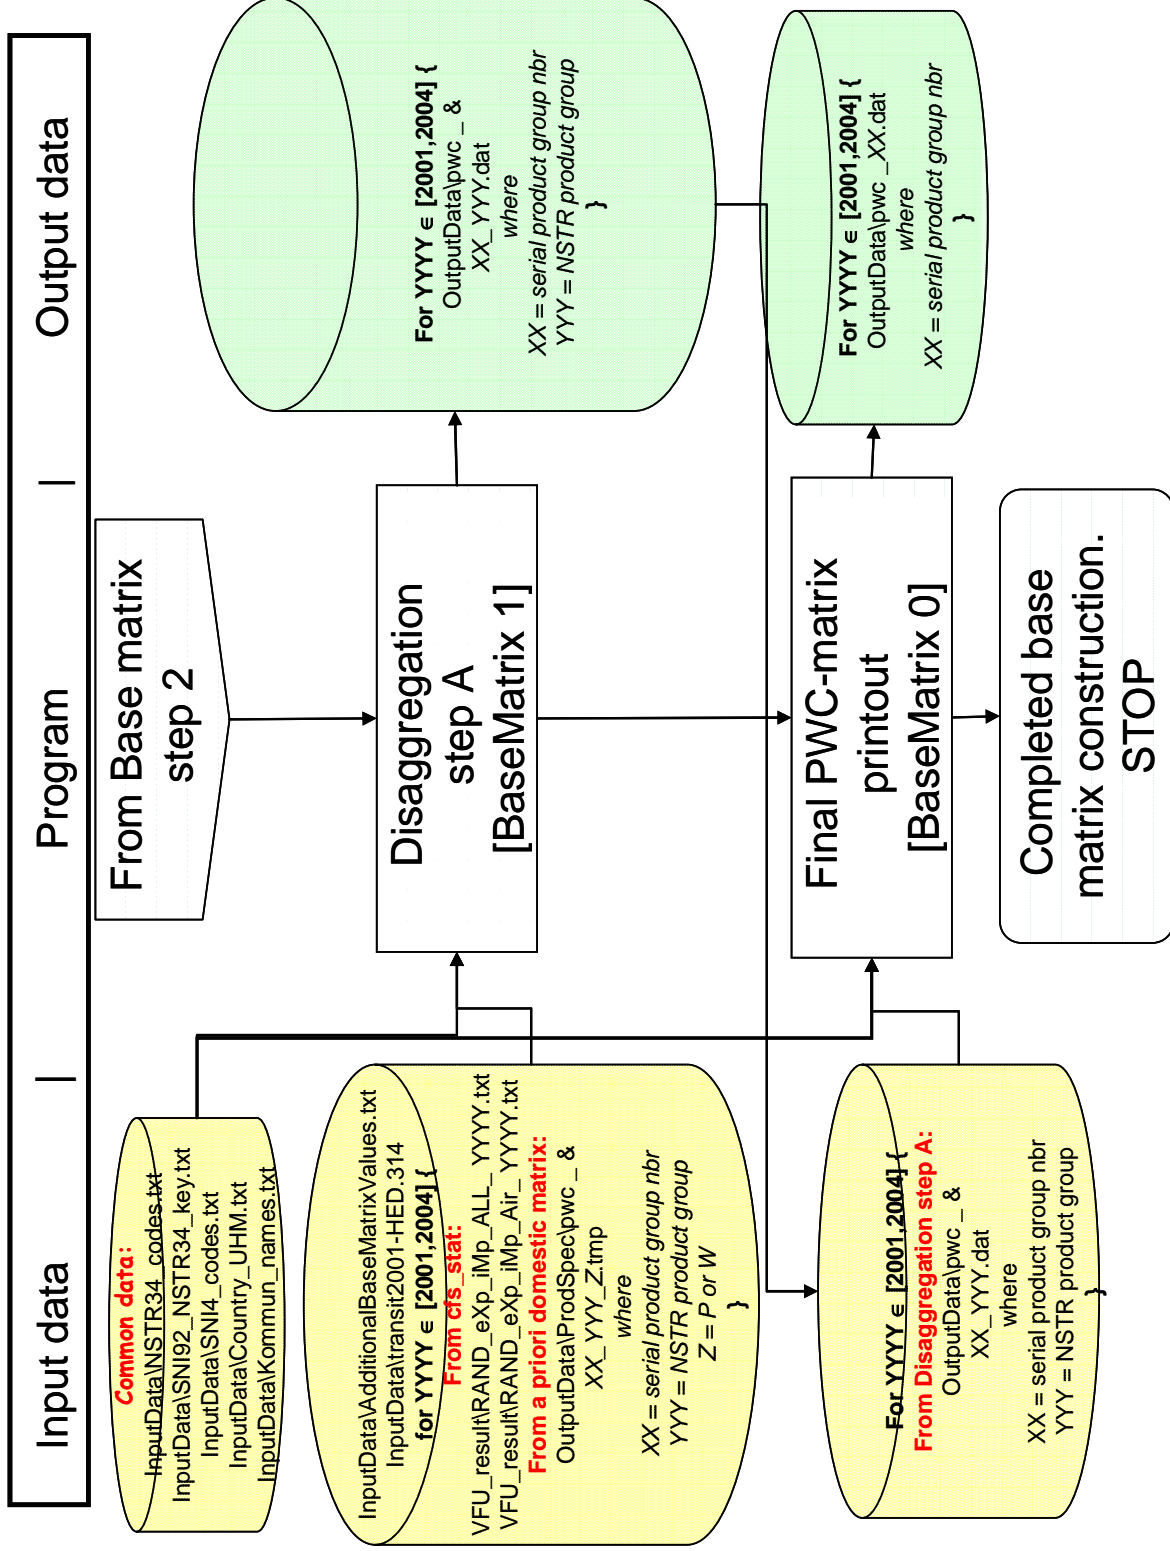 Input data | Program | Output data
Common data:
InputData\NSTR34_codes.txt
InputData\SNI92_NSTR34_key.txt
InputData\SNI4_codes.txt
InputData\Country_UHM.txt
InputData\Kommun_names.txt
From Base matrix
step 2
InputData\AdditionalBaseMatrixValues.txt
InputData\transit2001-HED.314
for YYYY ∈ [2001,2004] {
From cfs_stat:
VFU_result\RAND_eXp_iMp_ALL_YYYY.txt
VFU_result\RAND_eXp_iMp_Air_YYYY.txt
From a priori domestic matrix:
OutputData\ProdSpec\pwc_ &
XX_YYY_Z.tmp
where
XX = serial product group nbr
YYY = NSTR product group
Z = P or W
}
Disaggregation
step A
[BaseMatrix 1]
For YYYY ∈ [2001,2004] {
OutputData\pwc_ &
XX_YYY.dat
where
XX = serial product group nbr
YYY = NSTR product group
}
For YYYY ∈ [2001,2004] {
From Disaggregation step A:
OutputData\pwc_ &
XX_YYY.dat
where
XX = serial product group nbr
YYY = NSTR product group
}
Final PWC-matrix
printout
[BaseMatrix 0]
For YYYY ∈ [2001,2004] {
OutputData\pwc_XX.dat
where
XX = serial product group nbr
}
Completed base
matrix construction.
STOP